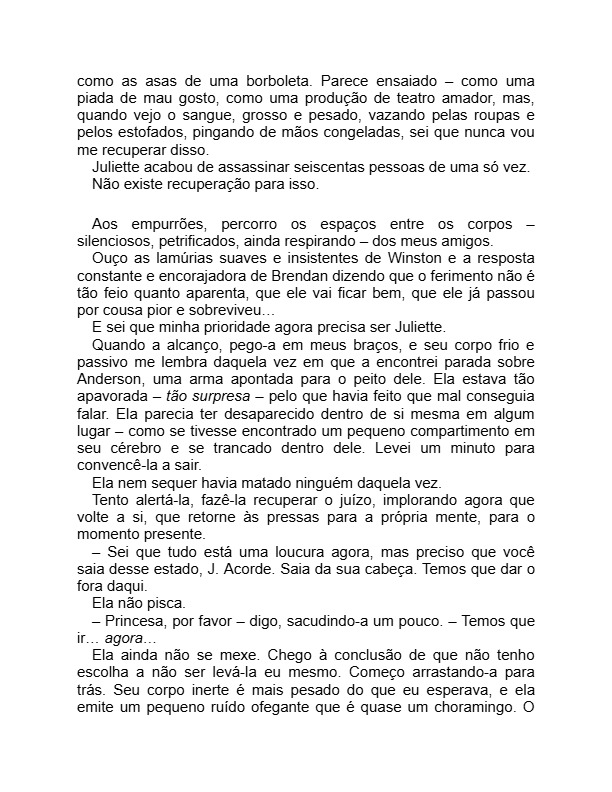 como as asas de uma borboleta. Parece ensaiado – como uma
piada de mau gosto, como uma produção de teatro amador, mas,
quando vejo o sangue, grosso e pesado, vazando pelas roupas e
pelos estofados, pingando de mãos congeladas, sei que nunca vou
me recuperar disso.
Juliette acabou de assassinar seiscentas pessoas de uma só vez.
Não existe recuperação para isso.
Aos empurrões, percorro os espaços entre os corpos –
silenciosos, petrificados, ainda respirando – dos meus amigos.
Ouço as lamúrias suaves e insistentes de Winston e a resposta
constante e encorajadora de Brendan dizendo que o ferimento não é
tão feio quanto aparenta, que ele vai ficar bem, que ele já passou
por cousa pior e sobreviveu…
E sei que minha prioridade agora precisa ser Juliette.
Quando a alcanço, pego-a em meus braços, e seu corpo frio e
passivo me lembra daquela vez em que a encontrei parada sobre
Anderson, uma arma apontada para o peito dele. Ela estava tão
apavorada – tão surpresa – pelo que havia feito que mal conseguia
falar. Ela parecia ter desaparecido dentro de si mesma em algum
lugar – como se tivesse encontrado um pequeno compartimento em
seu cérebro e se trancado dentro dele. Levei um minuto para
convencê-la a sair.
Ela nem sequer havia matado ninguém daquela vez.
Tento alertá-la, fazê-la recuperar o juízo, implorando agora que
volte a si, que retorne às pressas para a própria mente, para o
momento presente.
– Sei que tudo está uma loucura agora, mas preciso que você
saia desse estado, J. Acorde. Saia da sua cabeça. Temos que dar o
fora daqui.
Ela não pisca.
– Princesa, por favor – digo, sacudindo-a um pouco. – Temos que
ir… agora…
Ela ainda não se mexe. Chego à conclusão de que não tenho
escolha a não ser levá-la eu mesmo. Começo arrastando-a para
trás. Seu corpo inerte é mais pesado do que eu esperava, e ela
emite um pequeno ruído ofegante que é quase um choramingo. O